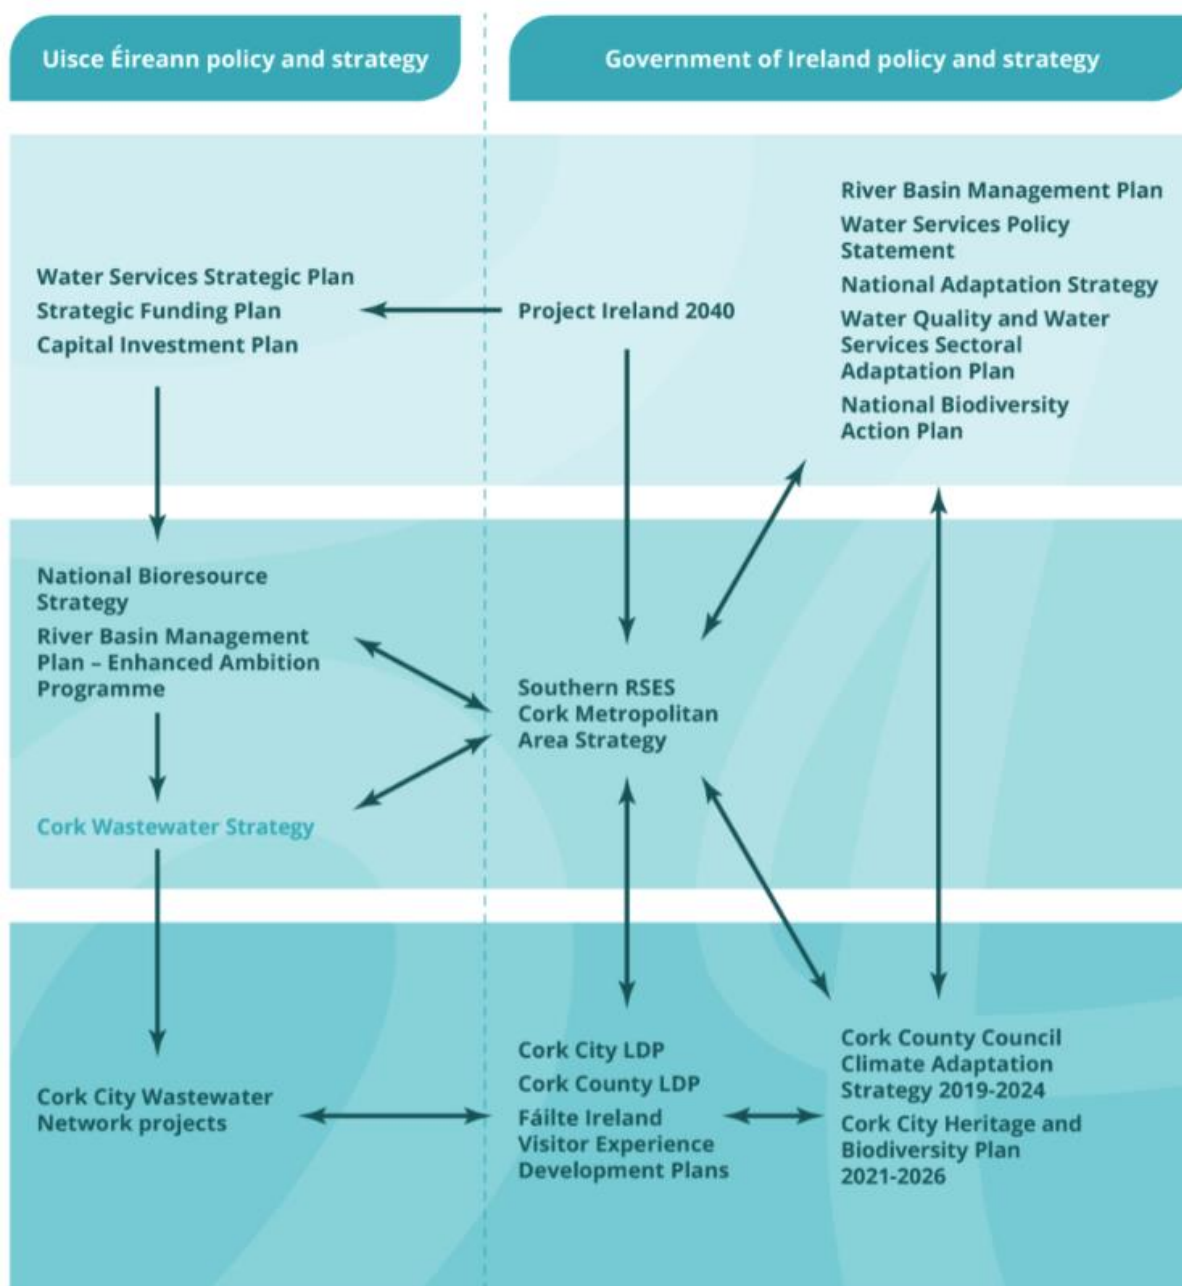 Uisce Éireann policy and strategy
Government of Ireland policy and strategy
Water Services Strategic Plan
Strategic Funding Plan
Capital Investment Plan
Project Ireland 2040
River Basin Management Plan
Water Services Policy
Statement
National Adaptation Strategy
Water Quality and Water
Services Sectoral
Adaptation Plan
National Biodiversity
Action Plan
National Bioresource
Strategy
River Basin Management
Plan – Enhanced Ambition
Programme
Southern RSES
Cork Metropolitan
Area Strategy
Cork Wastewater Strategy
Cork City Wastewater
Network projects
Cork City LDP
Cork County LDP
Fáilte Ireland
Visitor Experience
Development Plans
Cork County Council
Climate Adaptation
Strategy 2019-2024
Cork City Heritage and
Biodiversity Plan
2021-2026